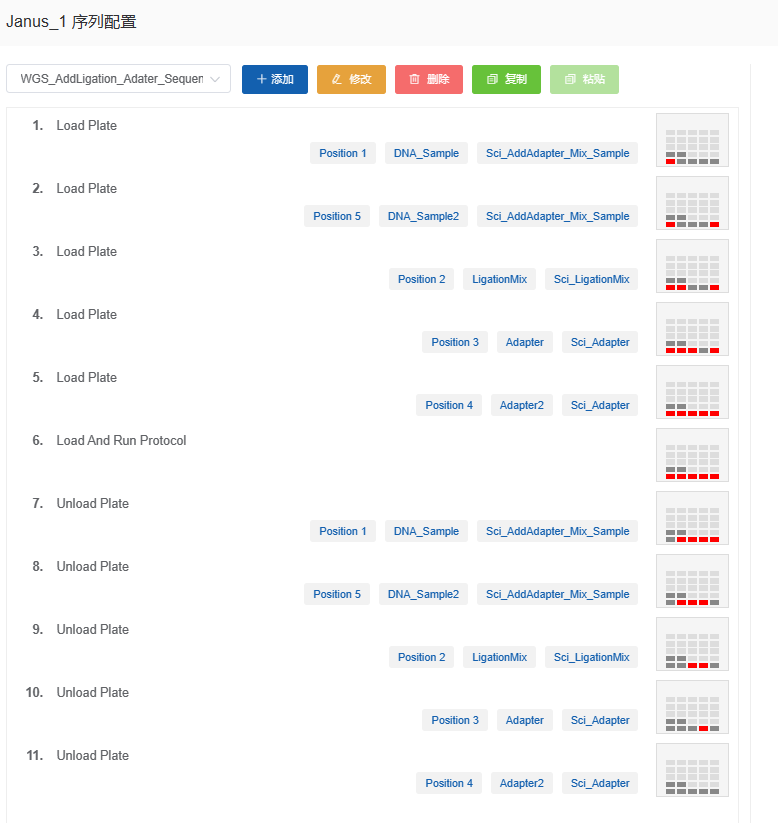 Janus_1 序列配置
WGS_AddLigation_Adater_Sequen 添加 修改 删除 复制 粘贴
1. Load Plate
Position 1 DNA_Sample Sci_AddAdapter_Mix_Sample
2. Load Plate
Position 5 DNA_Sample2 Sci_AddAdapter_Mix_Sample
3. Load Plate
Position 2 LigationMix Sci_LigationMix
4. Load Plate
Position 3 Adapter Sci_Adapter
5. Load Plate
Position 4 Adapter2 Sci_Adapter
6. Load And Run Protocol
7. Unload Plate
Position 1 DNA_Sample Sci_AddAdapter_Mix_Sample
8. Unload Plate
Position 5 DNA_Sample2 Sci_AddAdapter_Mix_Sample
9. Unload Plate
Position 2 LigationMix Sci_LigationMix
10. Unload Plate
Position 3 Adapter Sci_Adapter
11. Unload Plate
Position 4 Adapter2 Sci_Adapter